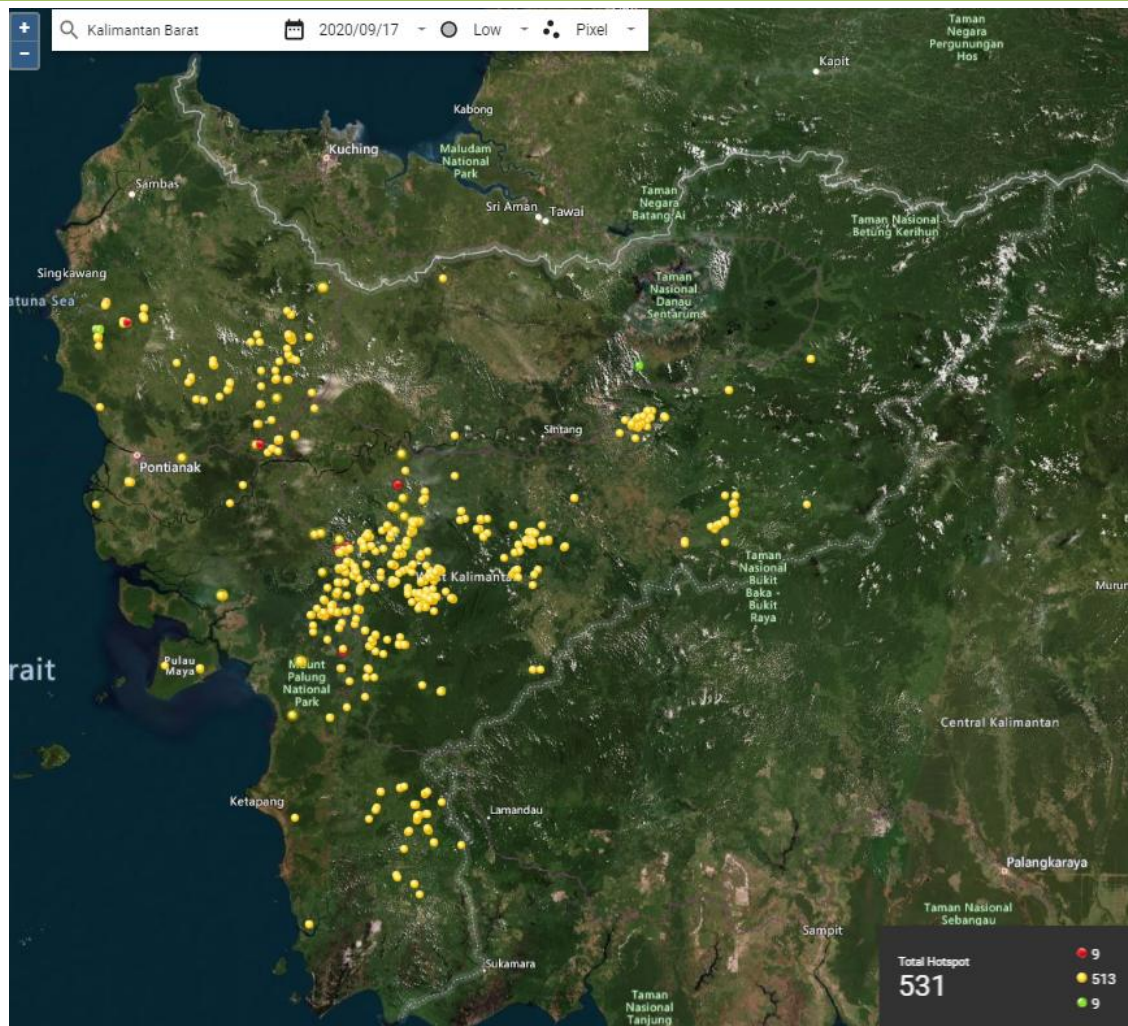 +
−
Kalimantan Barat 2020/09/17 Low Pixel
Taman
Negara
Pergunungan
Hos
Kapit
Kabong
Kuching
Maludam
National
Park
Sambas
Taman
Negara
Batang Ai
Sri Aman
Tawai
Taman Nasional
Betung Kerihun
Singkawang
Natuna Sea
Taman
Nasional
Danau
Sentarum
Sintang
Pontianak
West Kalimantan
Taman
Nasional
Bukit
Baka -
Bukit
Raya
Murun
rait
Pulau
Maya
Mount
Palung
National
Park
Central Kalimantan
Ketapang
Lamandau
Palangkaraya
Taman Nasional
Sebangau
Sampit
Sukamara
Taman
Nasional
Tanjung
Total Hotspot
531
9
513
9